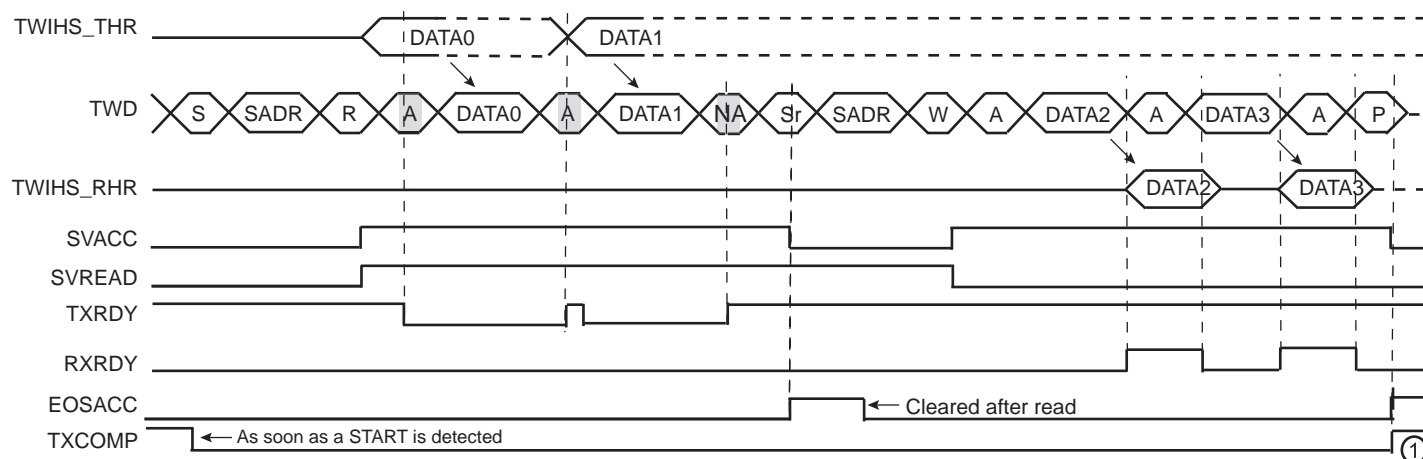 TWIHS_THR DATA0 DATA1
TWD S SADR R A DATA0 A DATA1 NA Sr SADR W A DATA2 A DATA3 A P
TWIHS_RHR DATA2 DATA3
SVACC
SVREAD
TXRDY
RXRDY
EOSACC Cleared after read
TXCOMP As soon as a START is detected 1